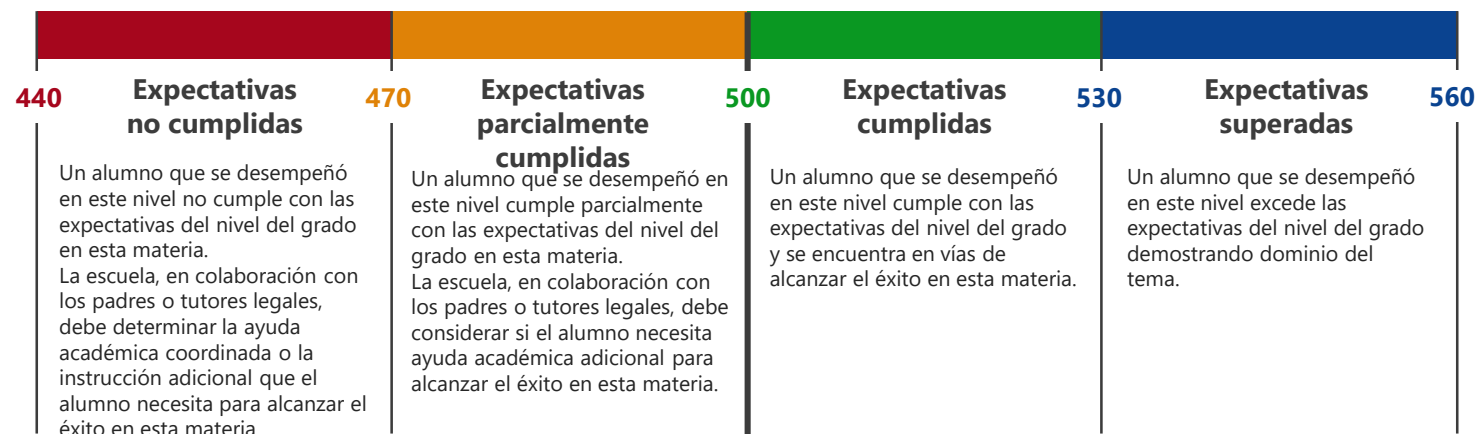 440
Expectativas
no cumplidas
Un alumno que se desempeñó
en este nivel no cumple con las
expectativas del nivel del grado
en esta materia.
La escuela, en colaboración con
los padres o tutores legales,
debe determinar la ayuda
académica coordinada o la
instrucción adicional que el
alumno necesita para alcanzar el
éxito en esta materia
470
Expectativas
parcialmente
cumplidas
Un alumno que se desempeñó en
este nivel cumple parcialmente
con las expectativas del nivel del
grado en esta materia.
La escuela, en colaboración con
los padres o tutores legales, debe
considerar si el alumno necesita
ayuda académica adicional para
alcanzar el éxito en esta materia.
500
Expectativas
cumplidas
Un alumno que se desempeñó
en este nivel cumple con las
expectativas del nivel del grado
y se encuentra en vías de
alcanzar el éxito en esta materia.
530
Expectativas
superadas
Un alumno que se desempeñó
en este nivel excede las
expectativas del nivel del grado
demostrando dominio del
tema.
560